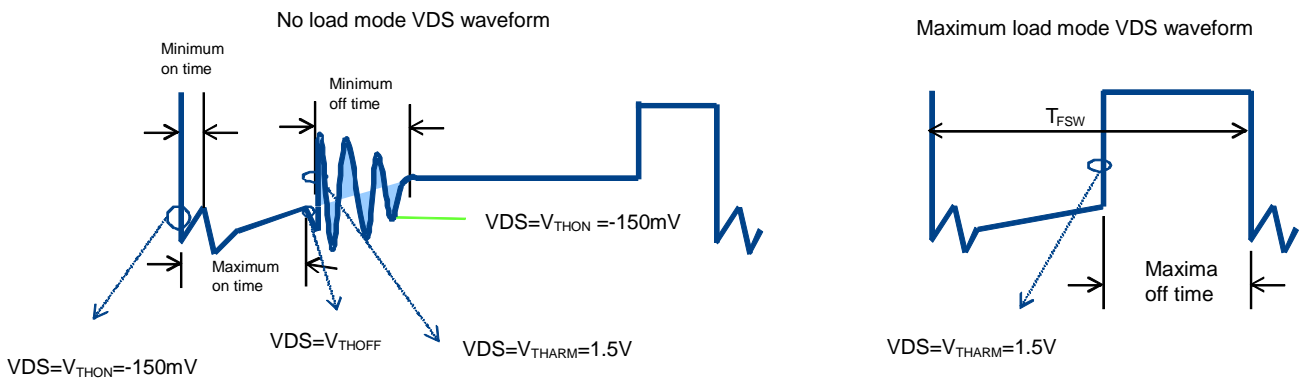 No load mode VDS waveform
Maximum load mode VDS waveform
Minimum
on time
Minimum
off time
TFSW
VDS=VTHON =-150mV
Maximum
on time
Maxima
off time
VDS=VTHOFF
VDS=VTHARM=1.5V
VDS=VTHARM=1.5V
VDS=VTHON=-150mV